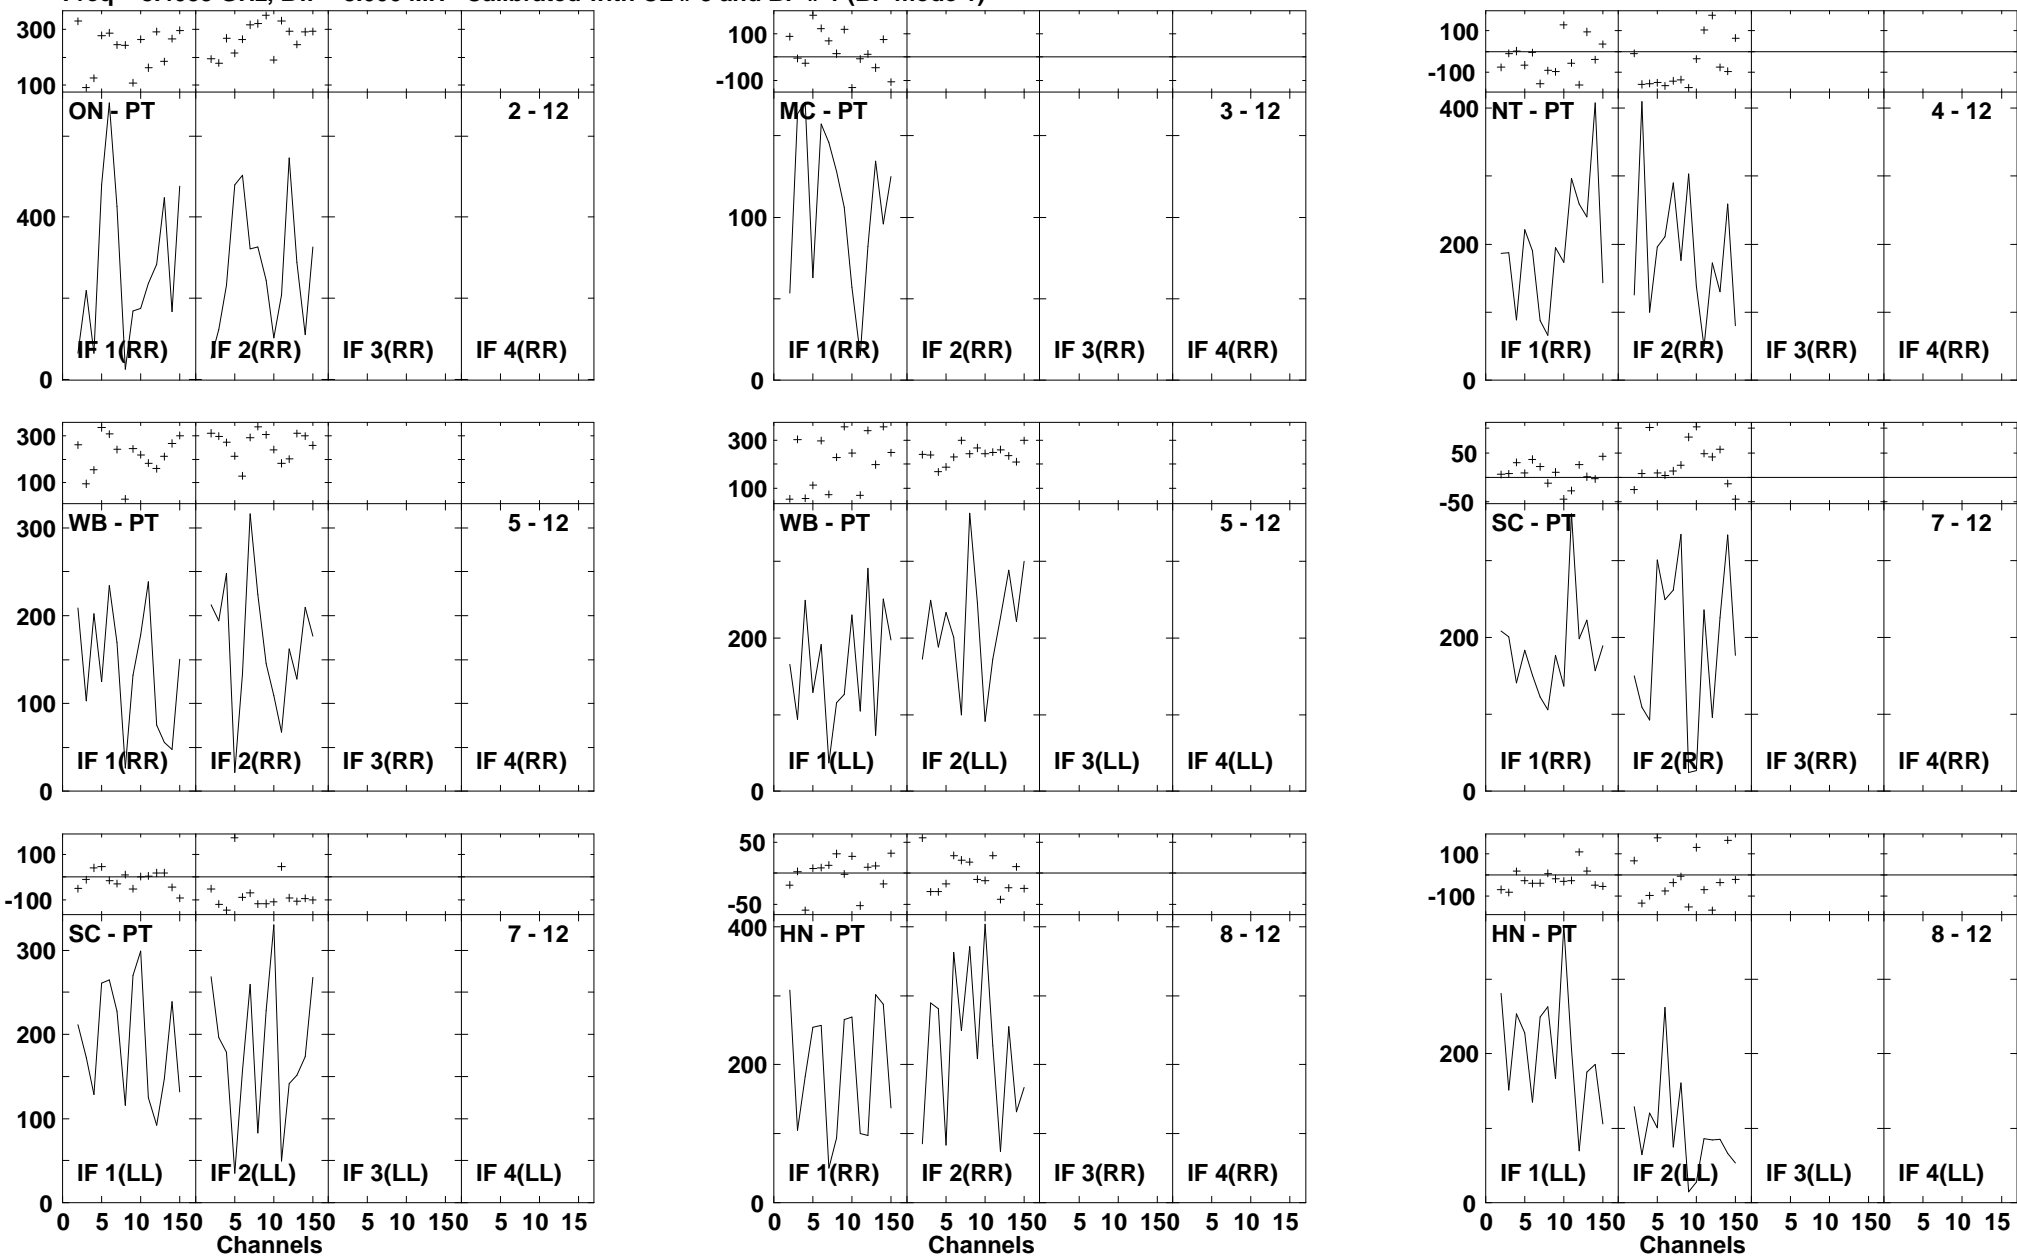 300
100
ON - PT 2 - 12
400
0
IF 1(RR) IF 2(RR) IF 3(RR) IF 4(RR)
100
-100
MC - PT 3 - 12
100
0
IF 1(RR) IF 2(RR) IF 3(RR) IF 4(RR)
100
-100
NT - PT 4 - 12
400
200
0
IF 1(RR) IF 2(RR) IF 3(RR) IF 4(RR)
300
100
WB - PT 5 - 12
300
200
100
0
IF 1(RR) IF 2(RR) IF 3(RR) IF 4(RR)
300
100
WB - PT 5 - 12
200
0
IF 1(LL) IF 2(LL) IF 3(LL) IF 4(LL)
50
-50
SC - PT 7 - 12
200
0
IF 1(RR) IF 2(RR) IF 3(RR) IF 4(RR)
100
-100
SC - PT 7 - 12
300
200
100
0
IF 1(LL) IF 2(LL) IF 3(LL) IF 4(LL)
0 5 10 150 5 10 150 5 10 150 5 10 15
Channels
50
-50
HN - PT 8 - 12
400
200
0
IF 1(RR) IF 2(RR) IF 3(RR) IF 4(RR)
0 5 10 150 5 10 150 5 10 150 5 10 15
Channels
100
-100
HN - PT 8 - 12
200
0
IF 1(LL) IF 2(LL) IF 3(LL) IF 4(LL)
0 5 10 150 5 10 150 5 10 150 5 10 15